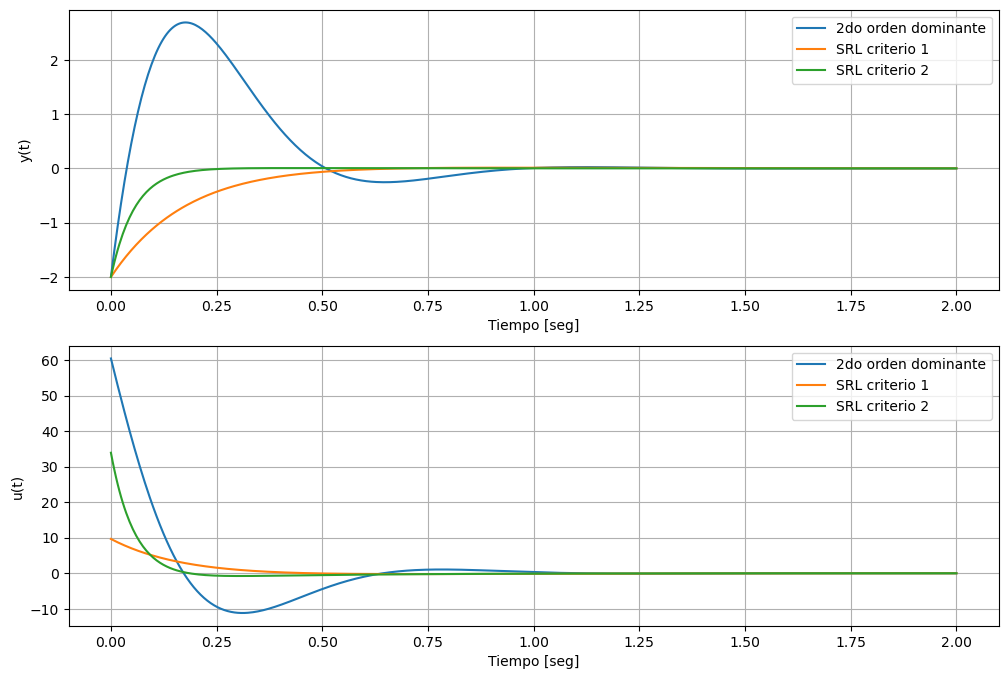 2do orden dominante
SRL criterio 1
SRL criterio 2
y(t)
2
1
0
−1
−2
0.00 0.25 0.50 0.75 1.00 1.25 1.50 1.75 2.00
Tiempo [seg]
2do orden dominante
SRL criterio 1
SRL criterio 2
u(t)
60
50
40
30
20
10
0
−10
0.00 0.25 0.50 0.75 1.00 1.25 1.50 1.75 2.00
Tiempo [seg]